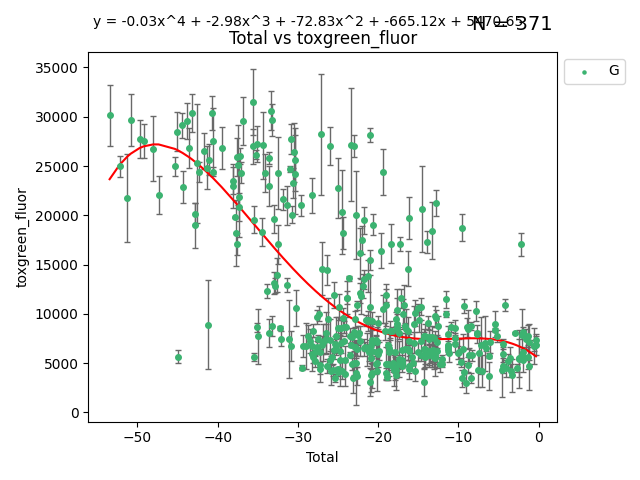 y = -0.03x^4 + -2.98x^3 + -72.83x^2 + -665.12x + 5470.65
N = 371
Total vs toxgreen_fluor
G
35000
30000
25000
20000
15000
10000
5000
0
toxgreen_fluor
−50
−40
−30
−20
−10
0
Total